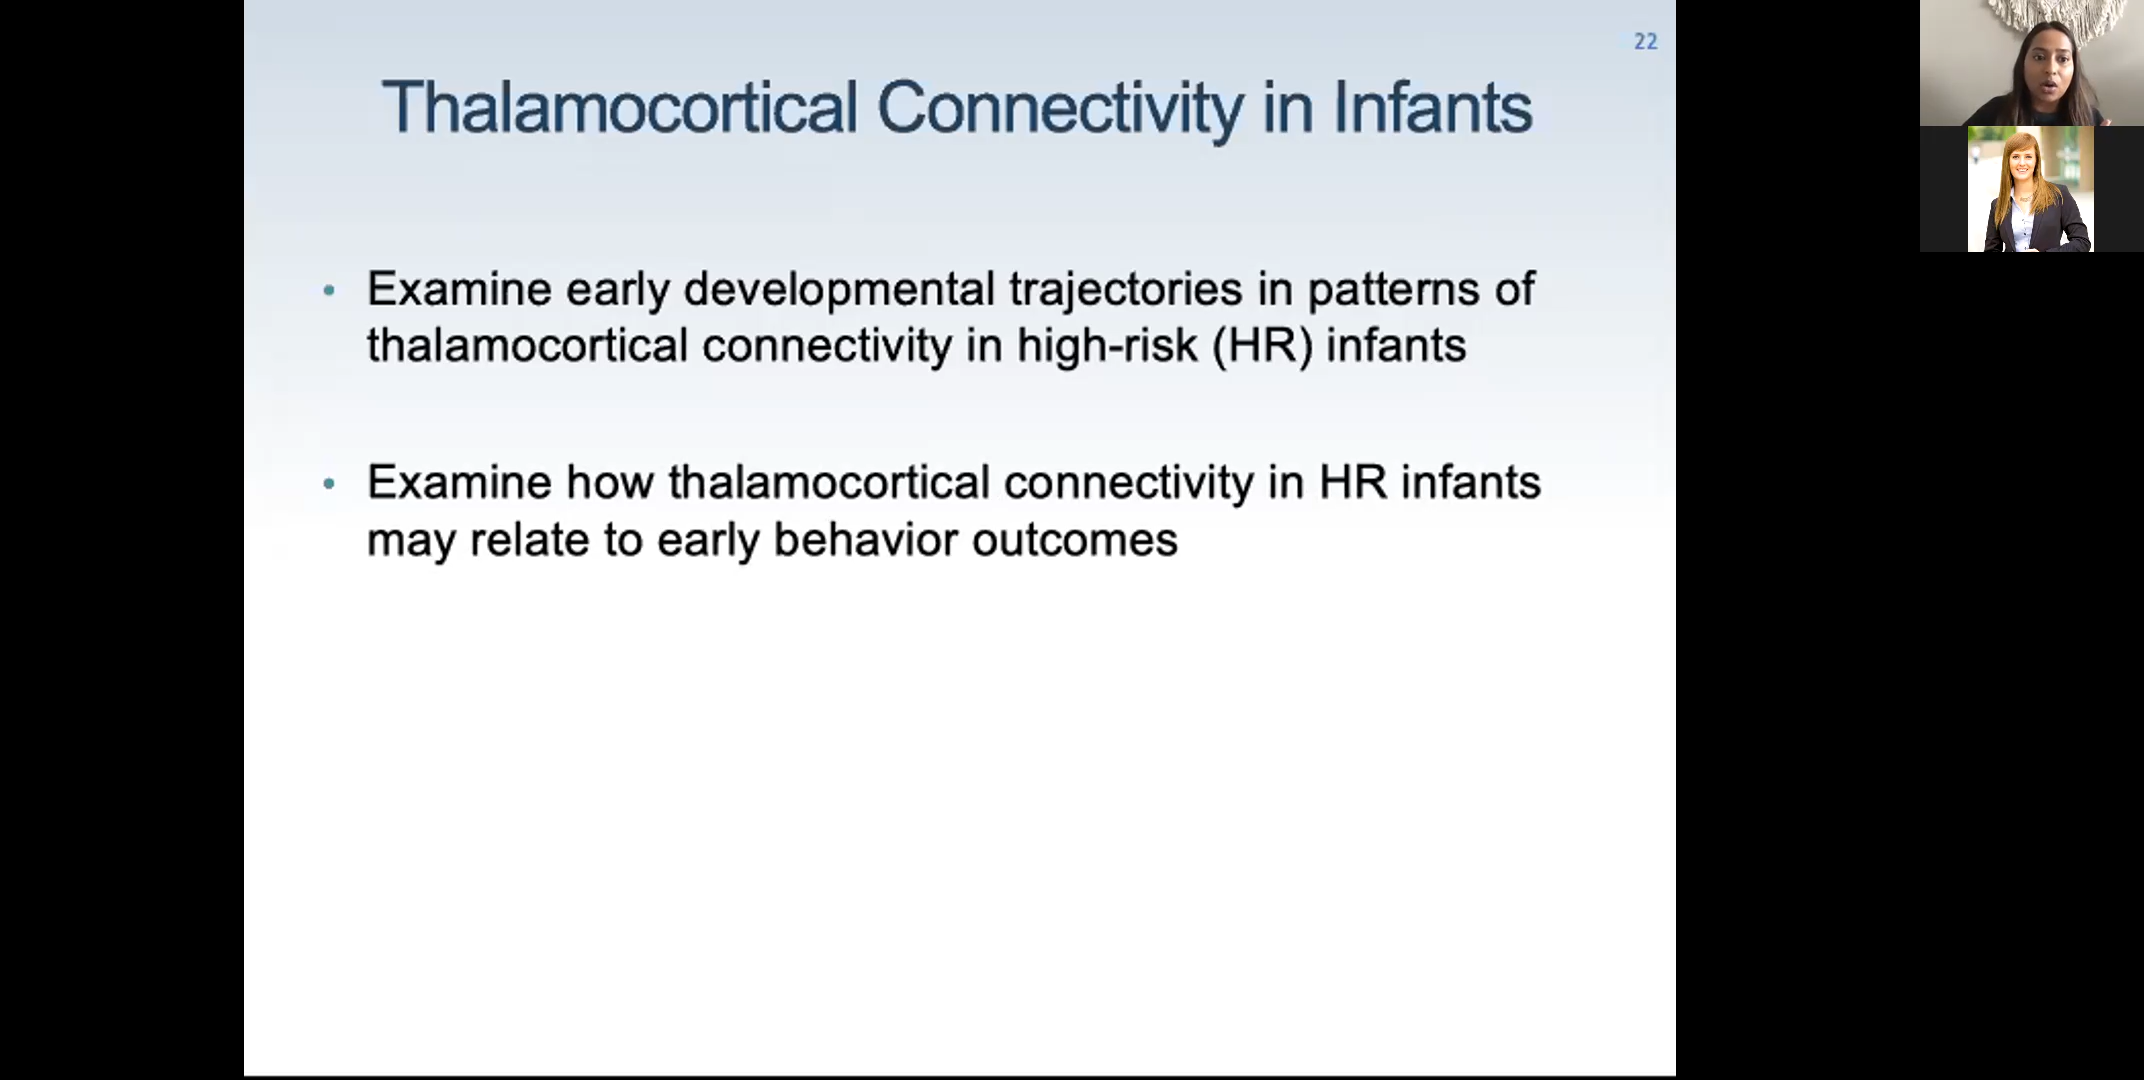 22
Thalamocortical Connectivity in Infants
• Examine early developmental trajectories in patterns of
thalamocortical connectivity in high-risk (HR) infants
• Examine how thalamocortical connectivity in HR infants
may relate to early behavior outcomes